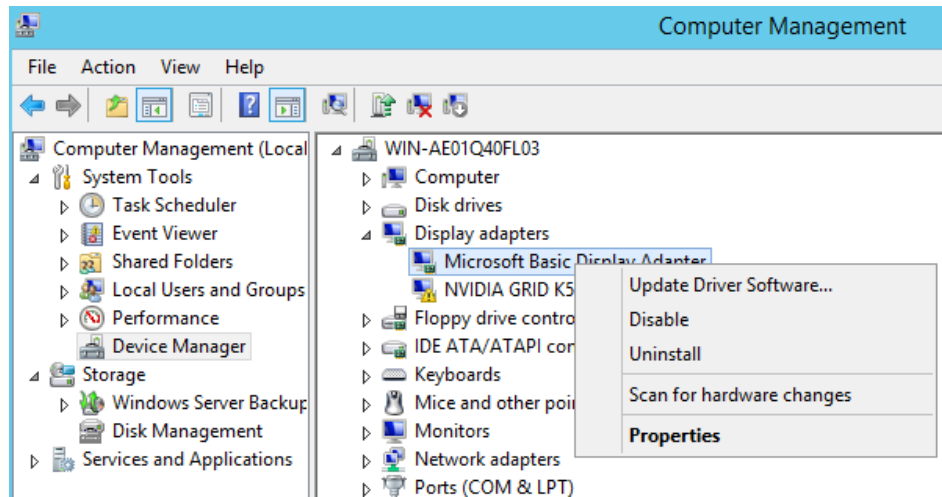 Computer Management
File Action View Help
Computer Management (Local
System Tools
Task Scheduler
Event Viewer
Shared Folders
Local Users and Groups
Performance
Device Manager
Storage
Windows Server Backup
Disk Management
Services and Applications
WIN-AE01Q40FL03
Computer
Disk drives
Display adapters
Microsoft Basic Display Adapter
NVIDIA GRID K5
Floppy drive contro
IDE ATA/ATAPI cor
Keyboards
Mice and other poi
Monitors
Network adapters
Ports (COM & LPT)
Update Driver Software...
Disable
Uninstall
Scan for hardware changes
Properties